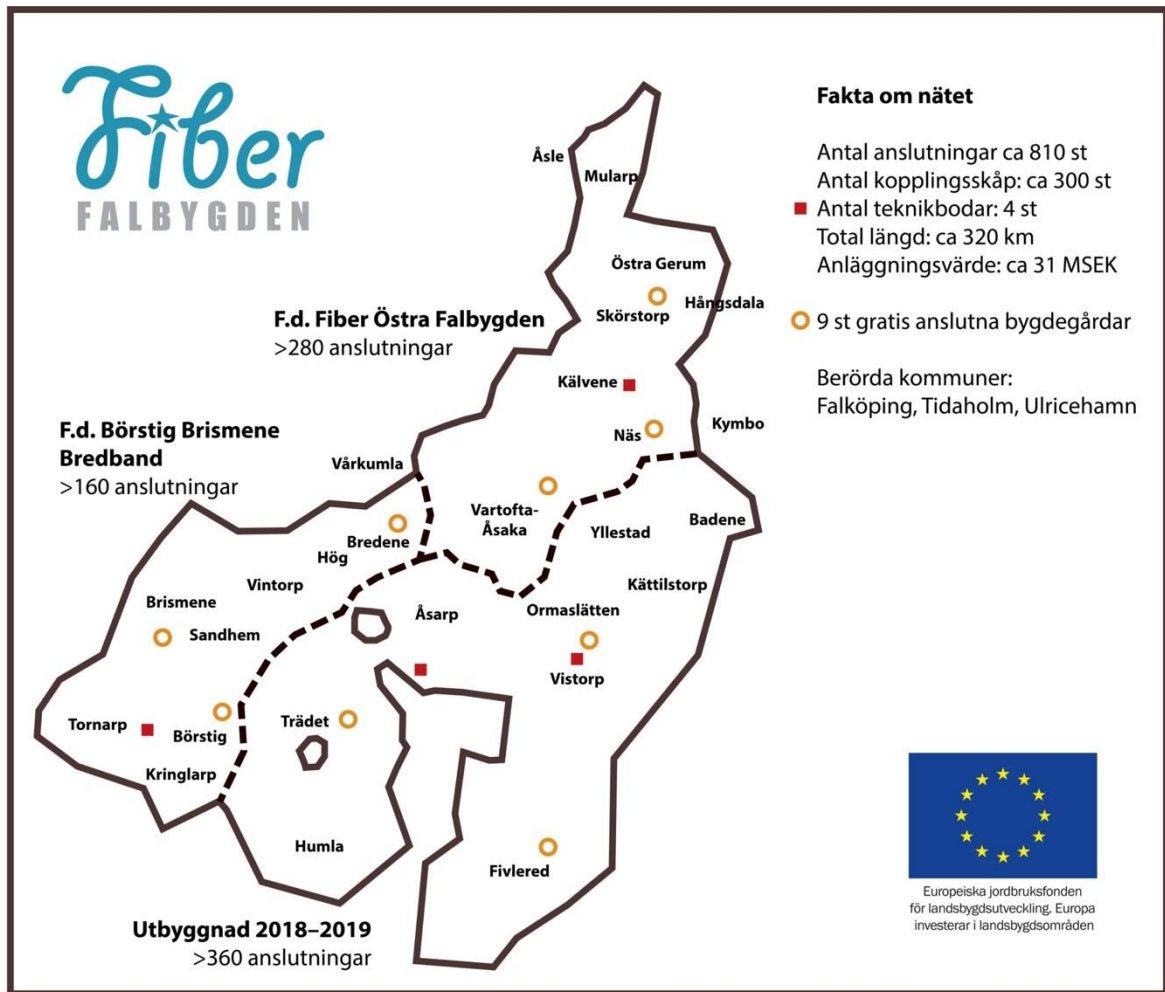 Fiber
FALBYGDEN
Fakta om nätet
Antal anslutningar ca 810 st
Antal kopplingsskåp: ca 300 st
Antal teknikbodar: 4 st
Total längd: ca 320 km
Anläggningsvärde: ca 31 MSEK
9 st gratis anslutna bygdegårdar
Berörda kommuner:
Falköping, Tidaholm, Ulricehamn
F.d. Fiber Östra Falbygden
>280 anslutningar
F.d. Börstig Brismene
Bredband
>160 anslutningar
Åsle
Mularp
Östra Gerum
Hångsdala
Skörstorp
Kälvene
Näs
Kymbo
Vårkumla
Vartofta-
Åsaka
Yllestad
Badene
Bredene
Hög
Vintorp
Kättilstorp
Brismene
Sandhem
Åsarp
Ormaslätten
Vistorp
Tornarp
Börstig
Trädet
Kringlarp
Humla
Fivlered
Utbyggnad 2018–2019
>360 anslutningar
Europeiska jordbruksfonden
för landsbygdsutveckling. Europa
investerar i landsbygdsområden